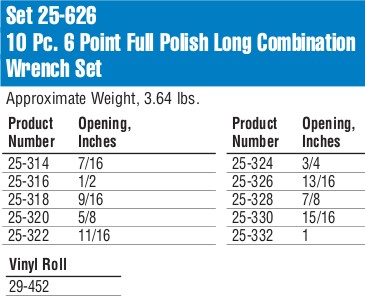 Set 25-626
10 Pc. 6 Point Full Polish Long Combination
Wrench Set
Approximate Weight, 3.64 lbs.
Product Number Opening, Inches
25-314 7/16
25-316 1/2
25-318 9/16
25-320 5/8
25-322 11/16
Product Number Opening, Inches
25-324 3/4
25-326 13/16
25-328 7/8
25-330 15/16
25-332 1
Vinyl Roll
29-452